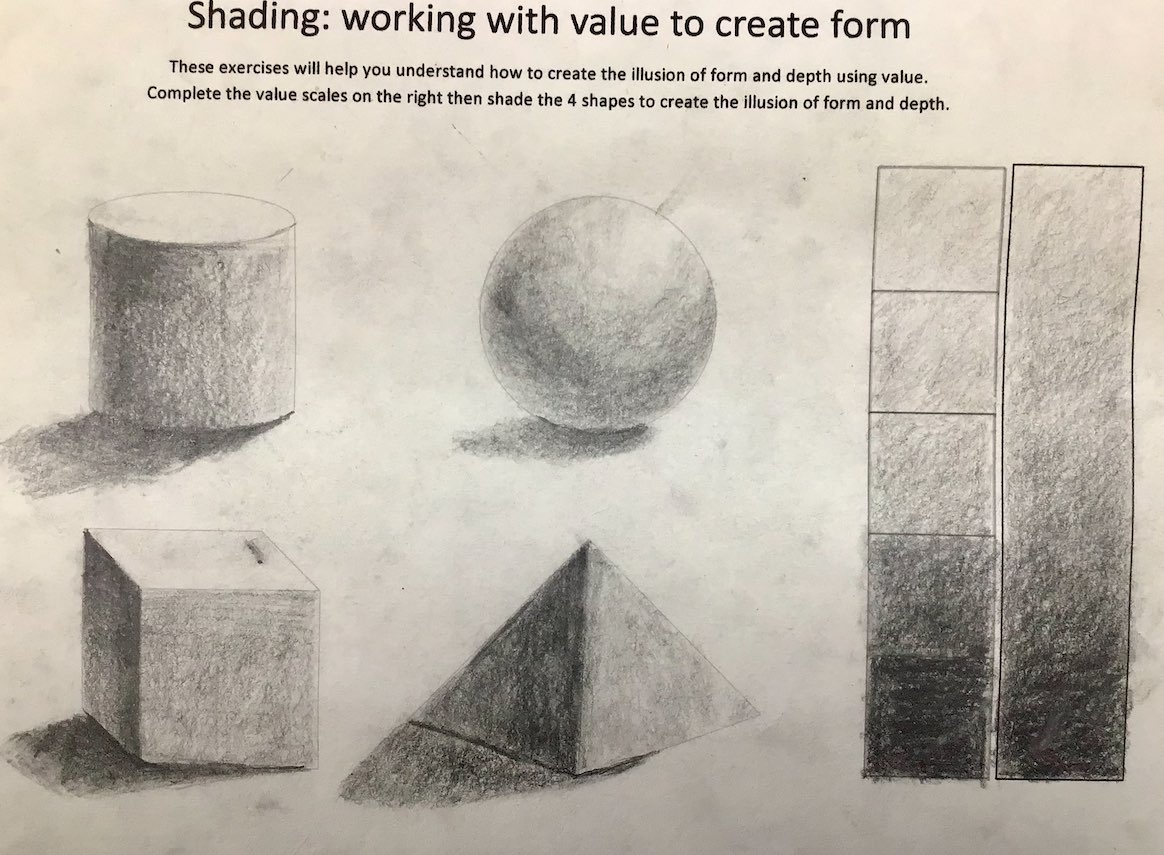 Shading: working with value to create form
These exercises will help you understand how to create the illusion of form and depth using value.
Complete the value scales on the right then shade the 4 shapes to create the illusion of form and depth.